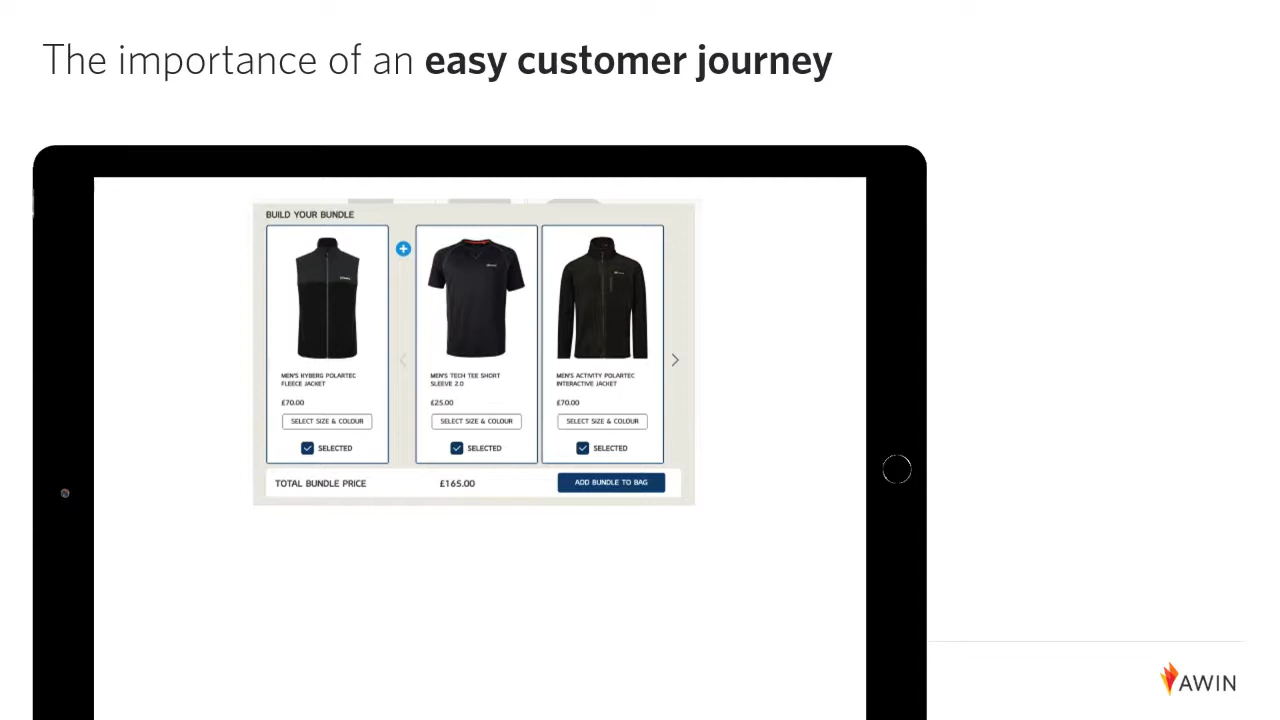 The importance of an easy customer journey
BUILD YOUR BUNDLE
MEN'S KYBERG POLARTEC
FLEECE JACKET
£70.00
SELECT SIZE & COLOUR
SELECTED
MEN'S TECH TEE SHORT
SLEEVE 2.0
£25.00
SELECT SIZE & COLOUR
SELECTED
MEN'S ACTIVITY POLARTEC
INTERACTIVE JACKET
£70.00
SELECT SIZE & COLOUR
SELECTED
TOTAL BUNDLE PRICE £165.00 ADD BUNDLE TO BAG
AWIN